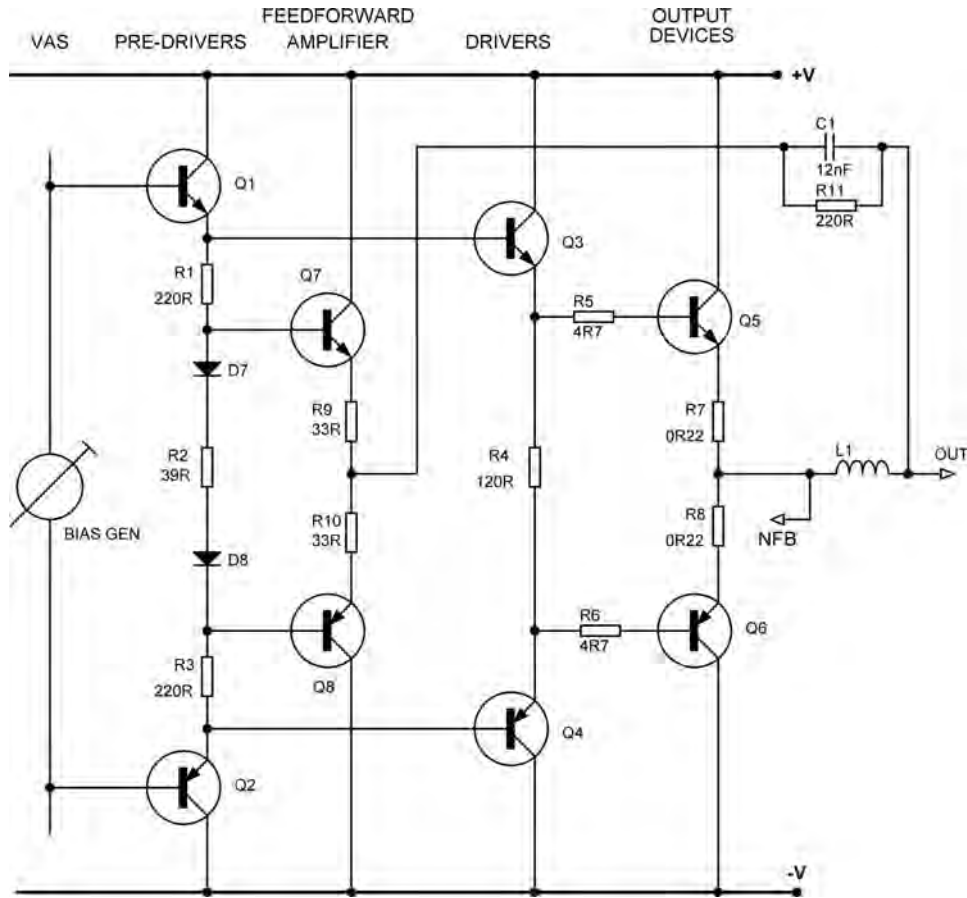 FEEDFORWARD
OUTPUT
VAS
PRE-DRIVERS
AMPLIFIER
DRIVERS
DEVICES
+V
C1
12nF
R11
220R
Q1
Q3
R1
220R
Q7
R5
4R7
Q5
D7
R9
33R
R7
0R22
R2
39R
R4
120R
L1
OUT
BIAS GEN
R10
33R
R8
0R22
NFB
D8
R6
4R7
Q6
R3
220R
Q8
Q4
Q2
-V